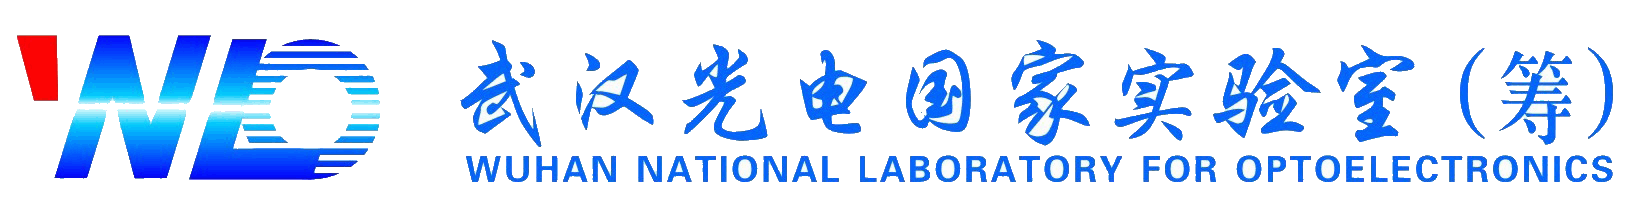 WNLO
武汉光电国家实验室(筹)
WUHAN NATIONAL LABORATORY FOR OPTOELECTRONICS